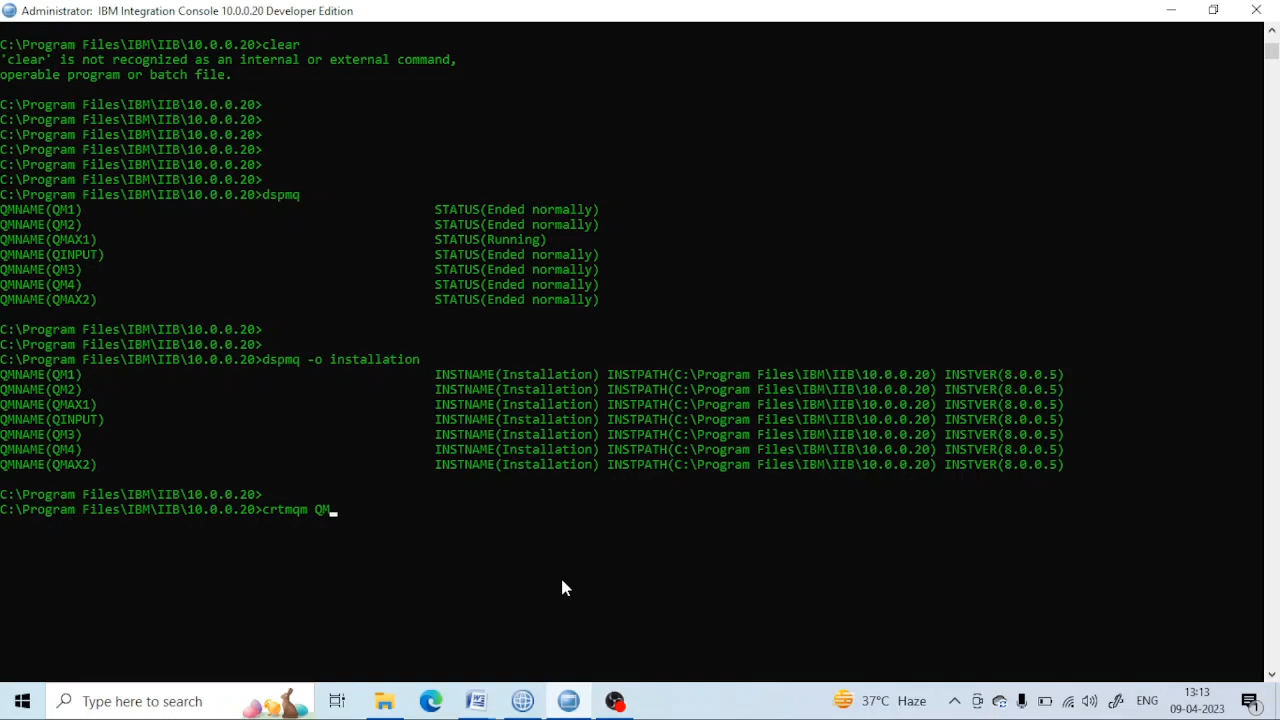 Administrator: IBM Integration Console 10.0.0.20 Developer Edition
C:\Program Files\IBM\IIB\10.0.0.20>clear
'clear' is not recognized as an internal or external command,
operable program or batch file.
C:\Program Files\IBM\IIB\10.0.0.20>
C:\Program Files\IBM\IIB\10.0.0.20>
C:\Program Files\IBM\IIB\10.0.0.20>
C:\Program Files\IBM\IIB\10.0.0.20>
C:\Program Files\IBM\IIB\10.0.0.20>
C:\Program Files\IBM\IIB\10.0.0.20>
C:\Program Files\IBM\IIB\10.0.0.20>dspmq
QMNAME(QM1) STATUS(Ended normally)
QMNAME(QM2) STATUS(Ended normally)
QMNAME(QMAX1) STATUS(Running)
QMNAME(QINPUT) STATUS(Ended normally)
QMNAME(QM3) STATUS(Ended normally)
QMNAME(QM4) STATUS(Ended normally)
QMNAME(QMAX2) STATUS(Ended normally)
C:\Program Files\IBM\IIB\10.0.0.20>
C:\Program Files\IBM\IIB\10.0.0.20>
C:\Program Files\IBM\IIB\10.0.0.20>dspmq -o installation
QMNAME(QM1) INSTNAME(Installation) INSTPATH(C:\Program Files\IBM\IIB\10.0.0.20) INSTVER(8.0.0.5)
QMNAME(QM2) INSTNAME(Installation) INSTPATH(C:\Program Files\IBM\IIB\10.0.0.20) INSTVER(8.0.0.5)
QMNAME(QMAX1) INSTNAME(Installation) INSTPATH(C:\Program Files\IBM\IIB\10.0.0.20) INSTVER(8.0.0.5)
QMNAME(QINPUT) INSTNAME(Installation) INSTPATH(C:\Program Files\IBM\IIB\10.0.0.20) INSTVER(8.0.0.5)
QMNAME(QM3) INSTNAME(Installation) INSTPATH(C:\Program Files\IBM\IIB\10.0.0.20) INSTVER(8.0.0.5)
QMNAME(QM4) INSTNAME(Installation) INSTPATH(C:\Program Files\IBM\IIB\10.0.0.20) INSTVER(8.0.0.5)
QMNAME(QMAX2) INSTNAME(Installation) INSTPATH(C:\Program Files\IBM\IIB\10.0.0.20) INSTVER(8.0.0.5)
C:\Program Files\IBM\IIB\10.0.0.20>
C:\Program Files\IBM\IIB\10.0.0.20>crtmqm QM
Type here to search
37°C Haze
ENG
3:13
09-04-2023
1